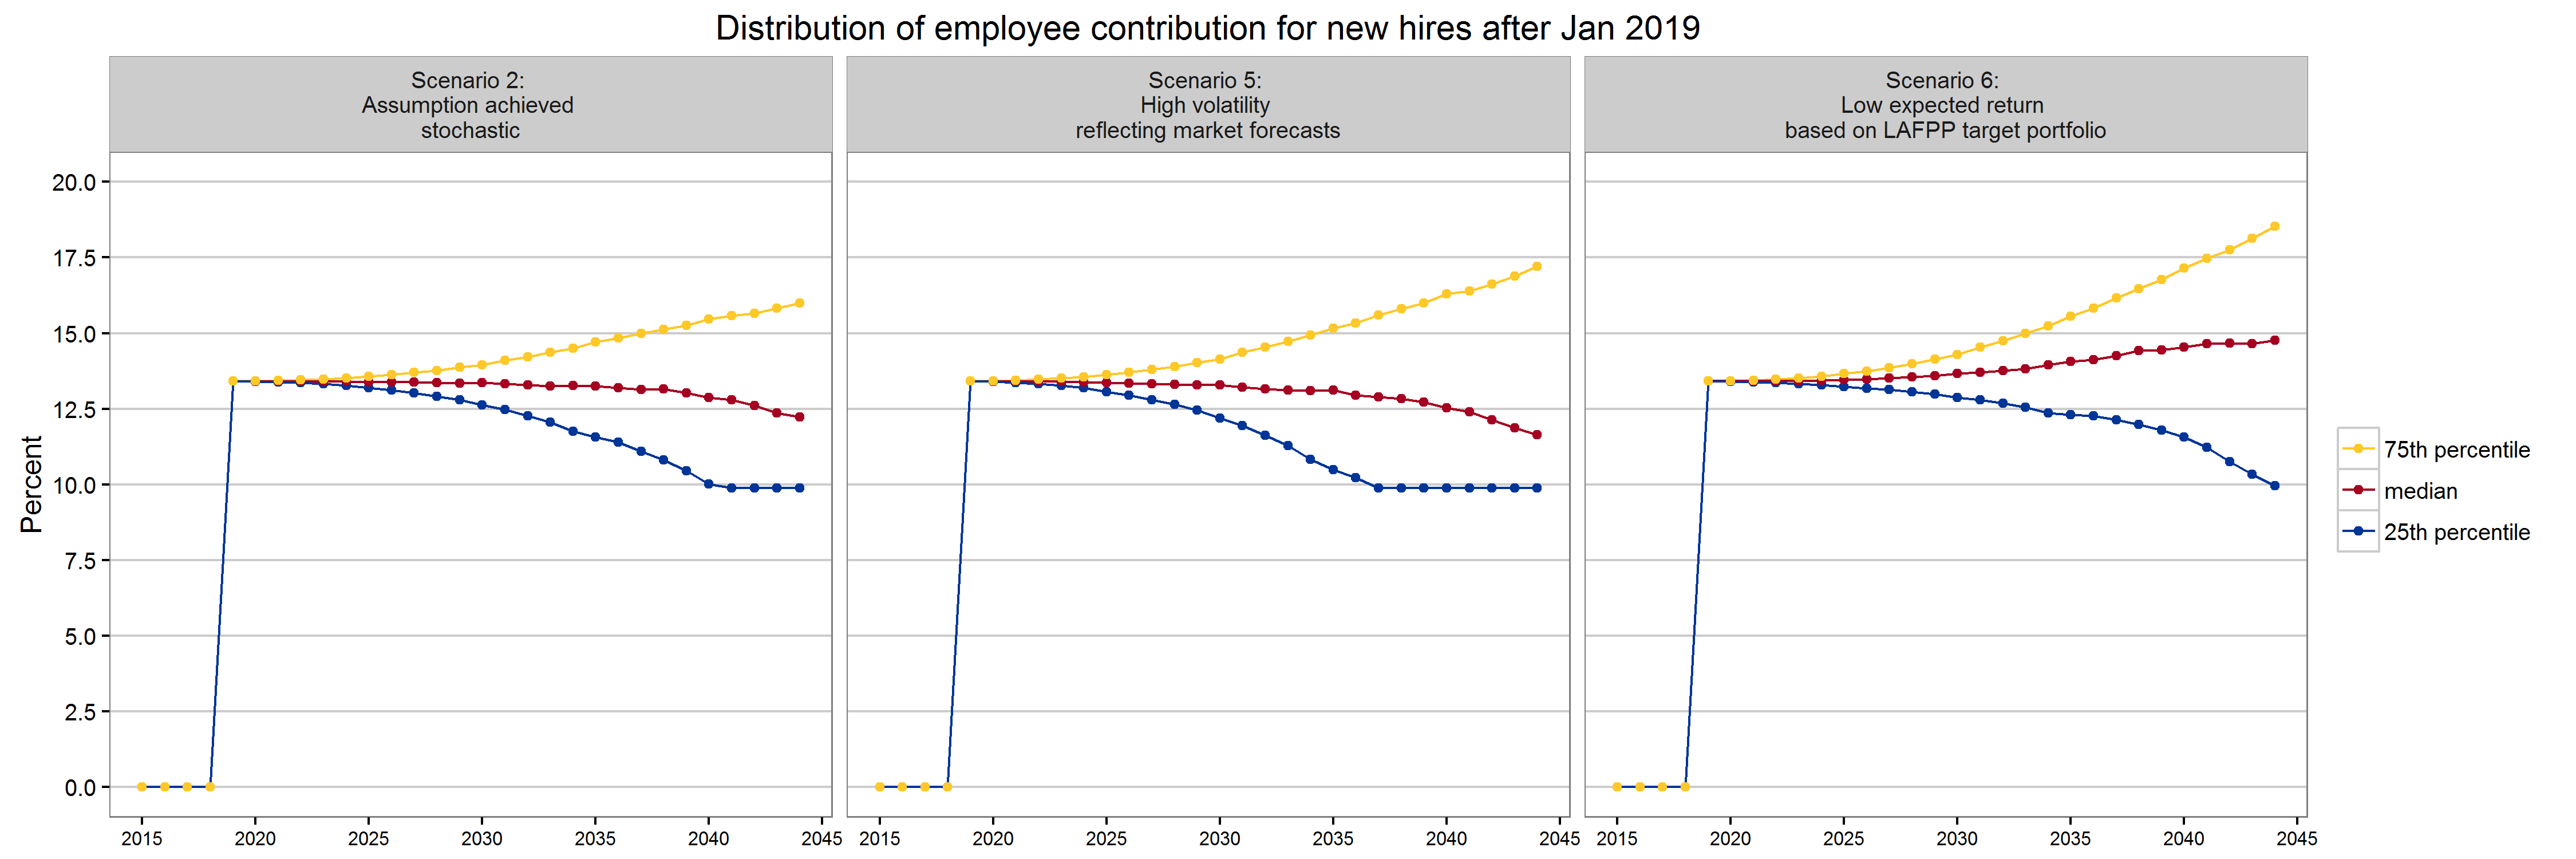 Distribution of employee contribution for new hires after Jan 2019
Scenario 2:
Assumption achieved
stochastic
Scenario 5:
High volatility
reflecting market forecasts
Scenario 6:
Low expected return
based on LAFPP target portfolio
Percent
20.0
17.5
15.0
12.5
10.0
7.5
5.0
2.5
0.0
2015 2020 2025 2030 2035 2040 2045
2015 2020 2025 2030 2035 2040 2045
2015 2020 2025 2030 2035 2040 2045
75th percentile
median
25th percentile